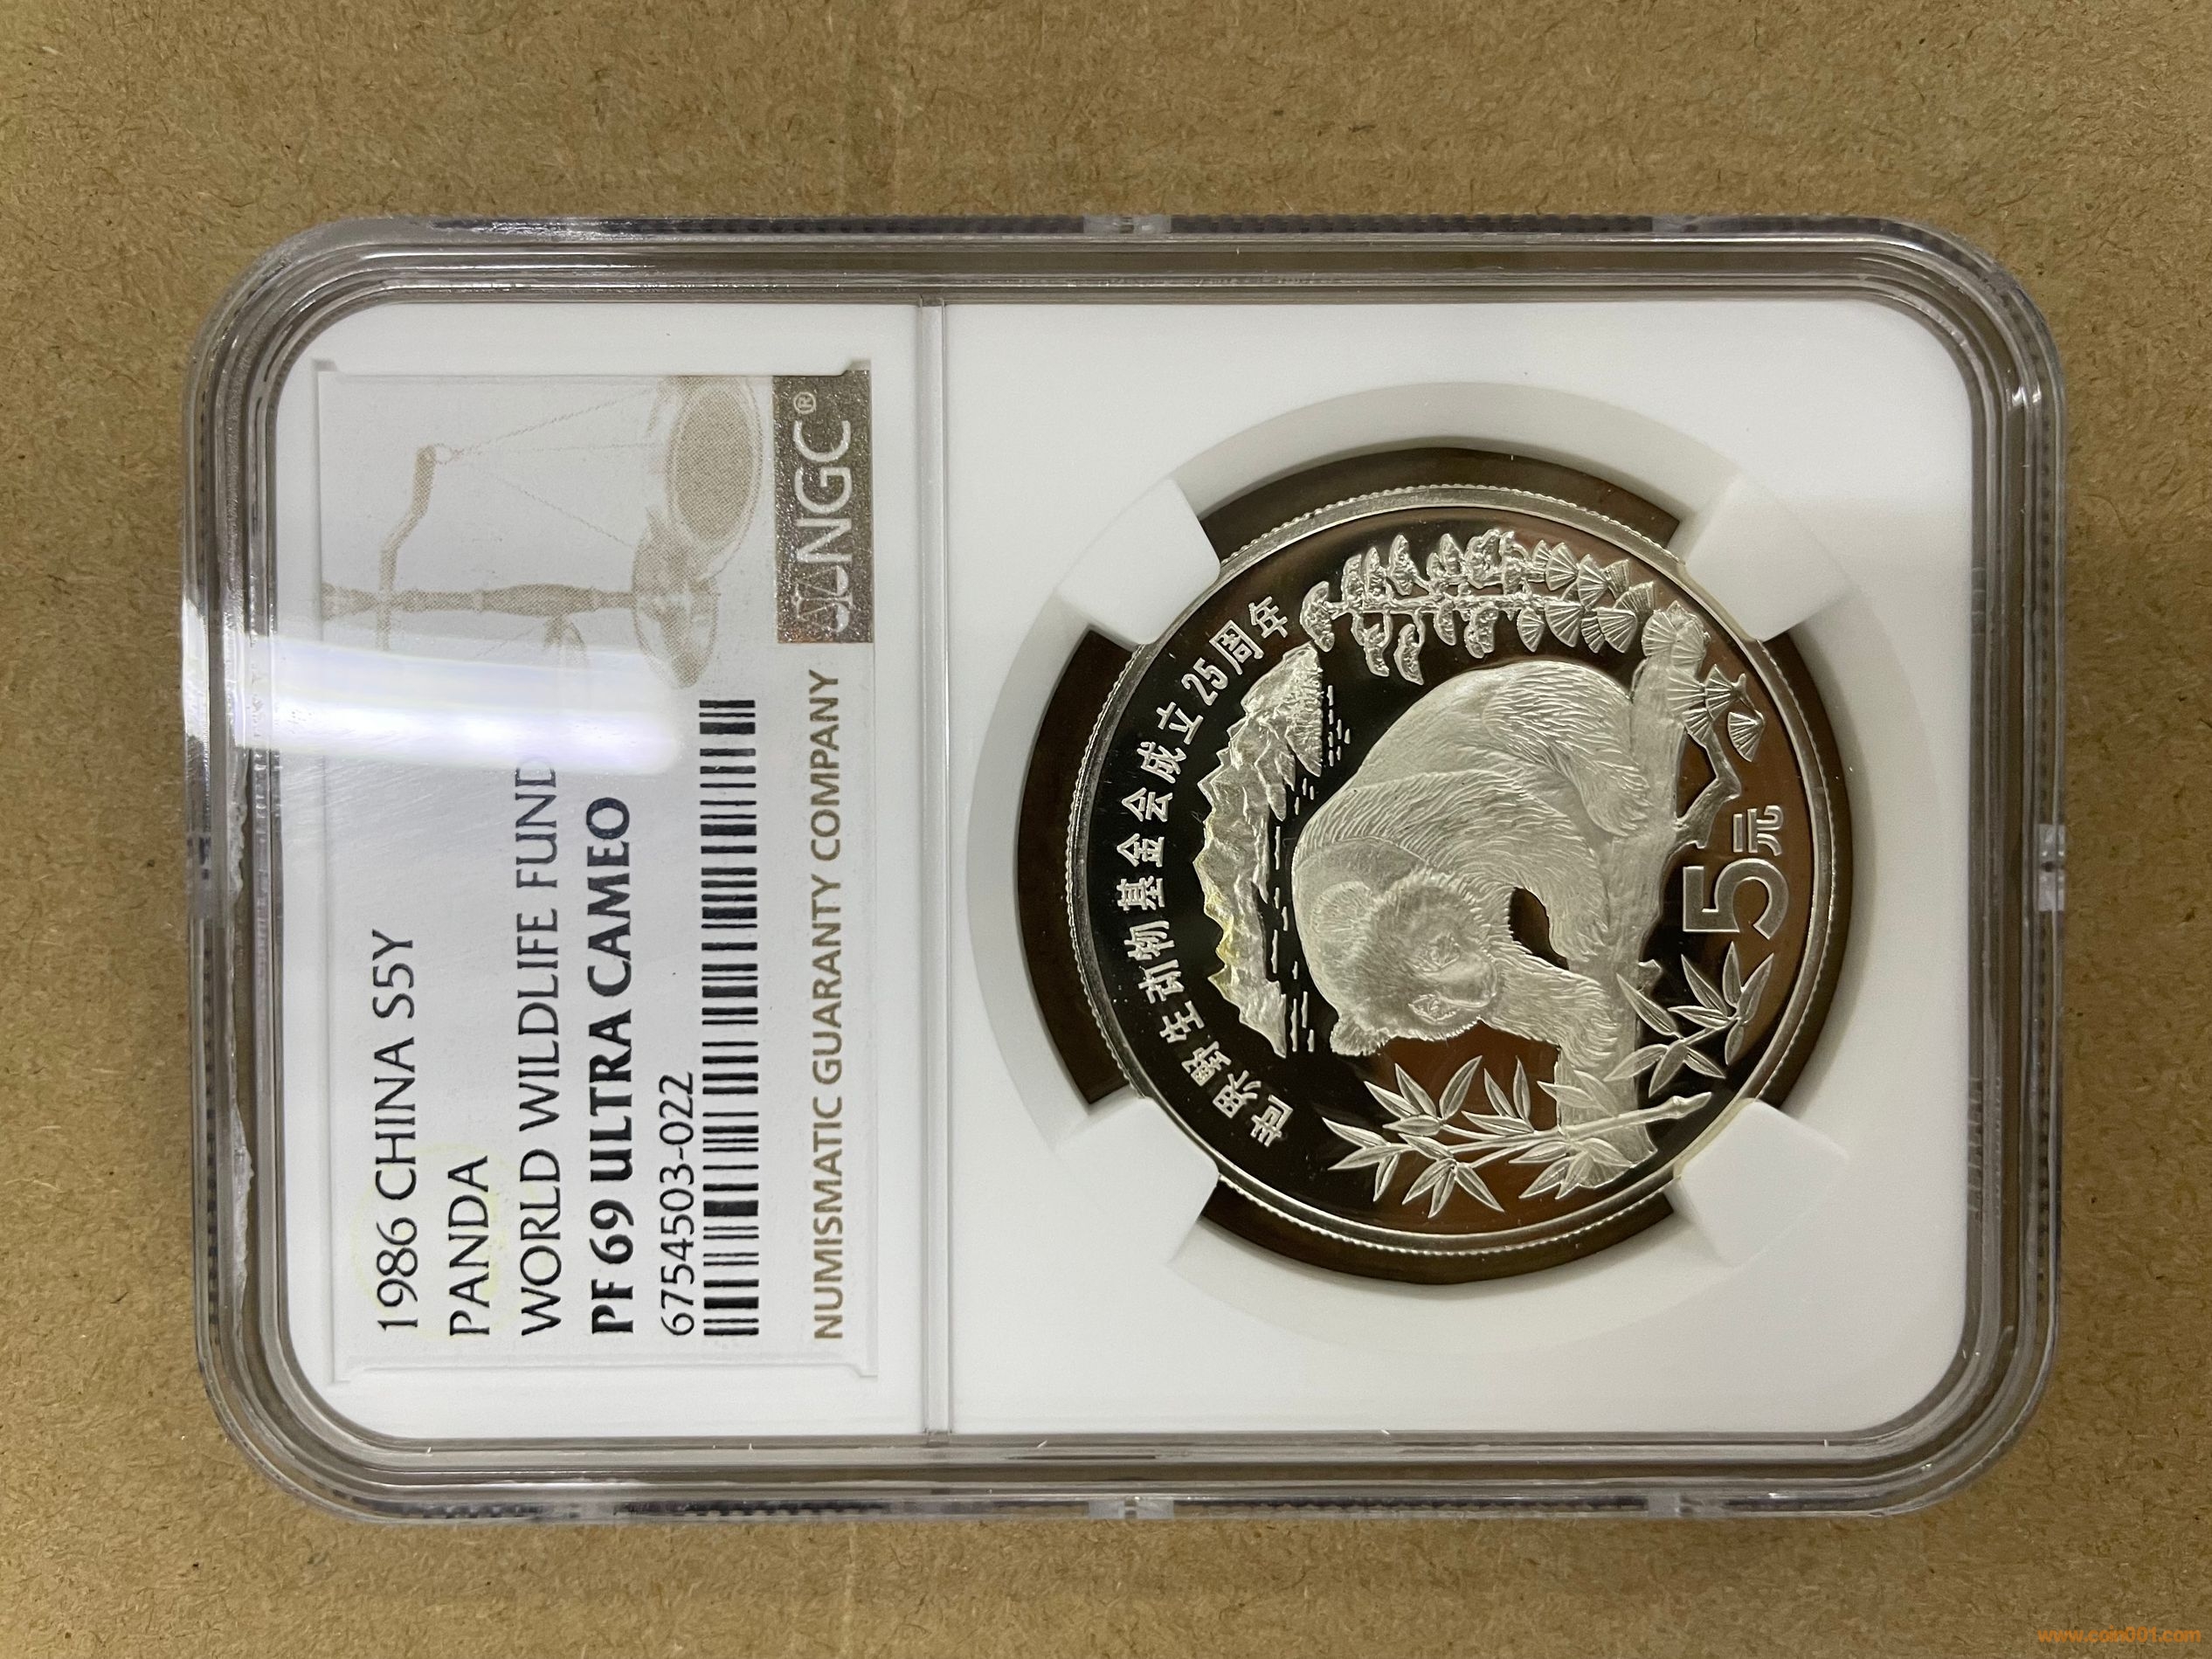 1986 CHINA S5Y
PANDA
WORLD WILDLIFE FUND
PF 69 ULTRA CAMEO
6754503-022
NGC®
NUMISMATIC GUARANTY COMPANY
世界野生动物基金会成立25周年
5元
www.coin001.com